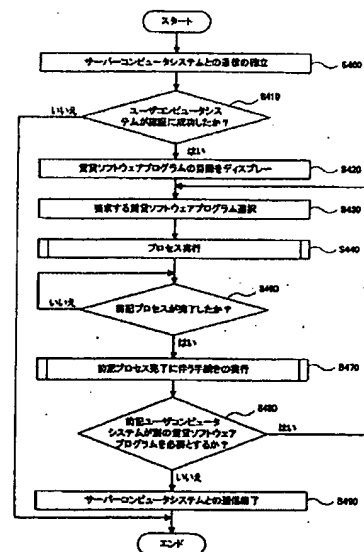 スタート
サーバーコンピュータシステムとの通信の確立
S400
ユーザコンピュータシス
テムが認証に成功したか?
S410
いいえ
はい
賃貸ソフトウェアプログラムの目録をディスプレー
S420
要求する賃貸ソフトウェアプログラム選択
S430
プロセス実行
S440
前記プロセスが完了したか?
S460
いいえ
はい
前記プロセス完了に伴う手続きの実行
S470
前記ユーザコンピュータ
システムが別の賃貸ソフトウェア
プログラムを必要とするか?
S480
はい
いいえ
サーバーコンピュータシステムとの通信終了
S490
エンド